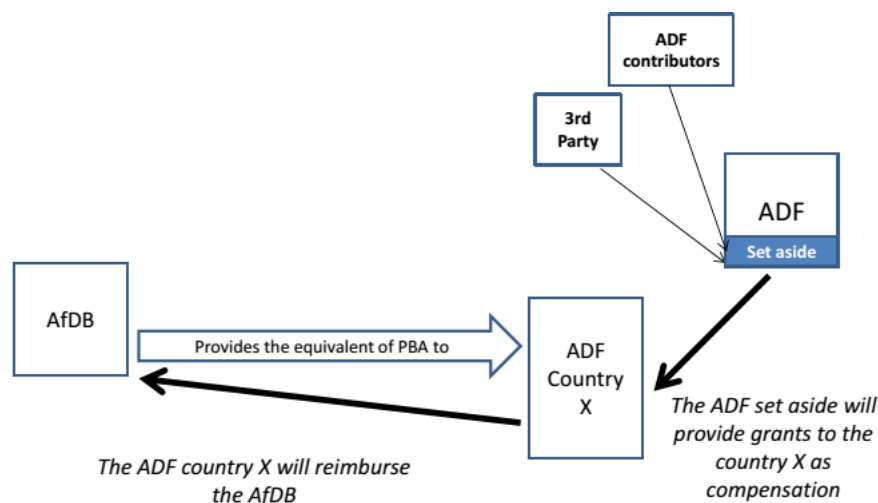 ADF
contributors
3rd
Party
ADF
Set aside
AfDB
Provides the equivalent of PBA to
ADF
Country
X
The ADF set aside will
provide grants to the
country X as
compensation
The ADF country X will reimburse
the AfDB